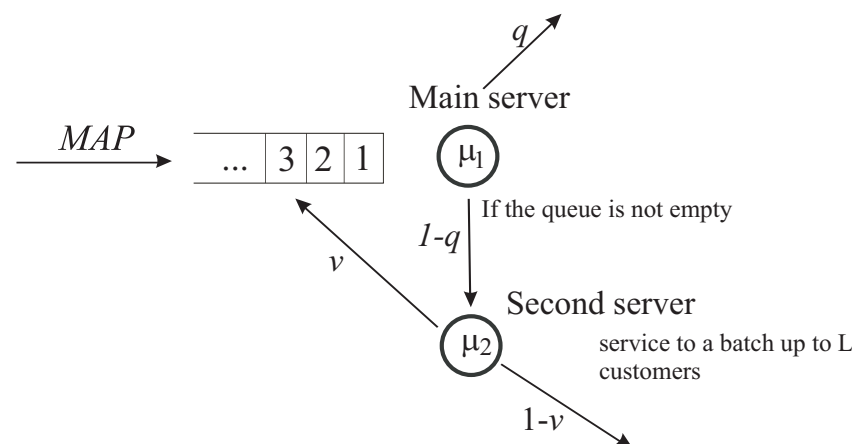 q
Main server
MAP
... 3 2 1
μ1
If the queue is not empty
1-q
v
Second server
μ2
service to a batch up to L
customers
1-v